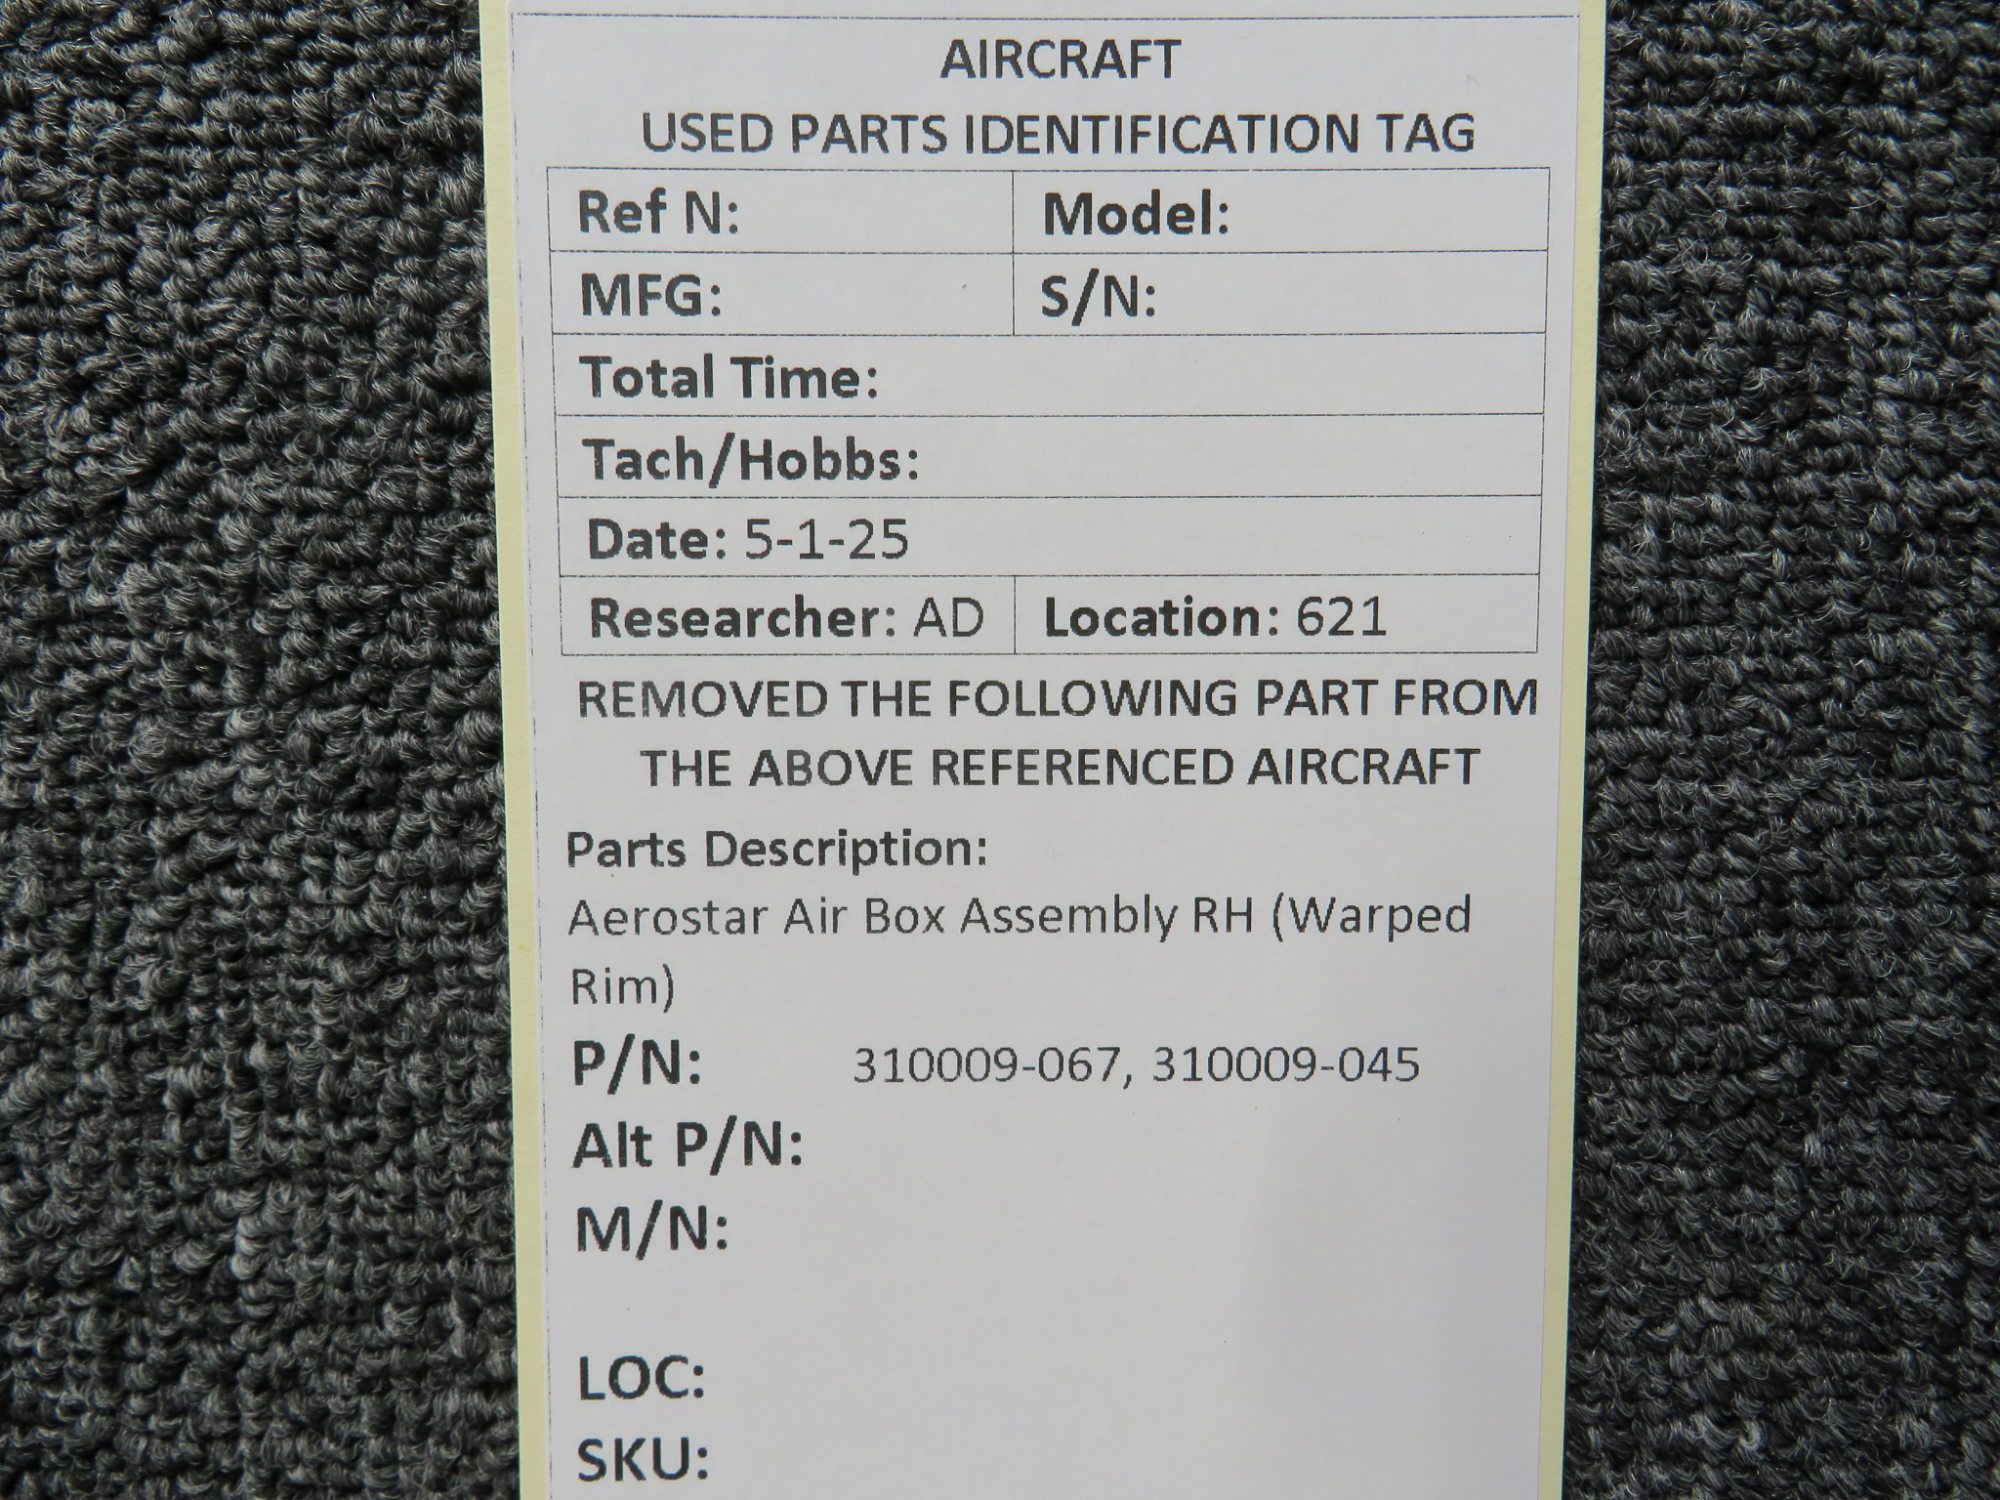 AIRCRAFT
USED PARTS IDENTIFICATION TAG
Ref N: Model:
MFG: S/N:
Total Time:
Tach/Hobbs:
Date: 5-1-25
Researcher: AD Location: 621
REMOVED THE FOLLOWING PART FROM
THE ABOVE REFERENCED AIRCRAFT
Parts Description:
Aerostar Air Box Assembly RH (Warped
Rim)
P/N: 310009-067, 310009-045
Alt P/N:
M/N:
LOC:
SKU: